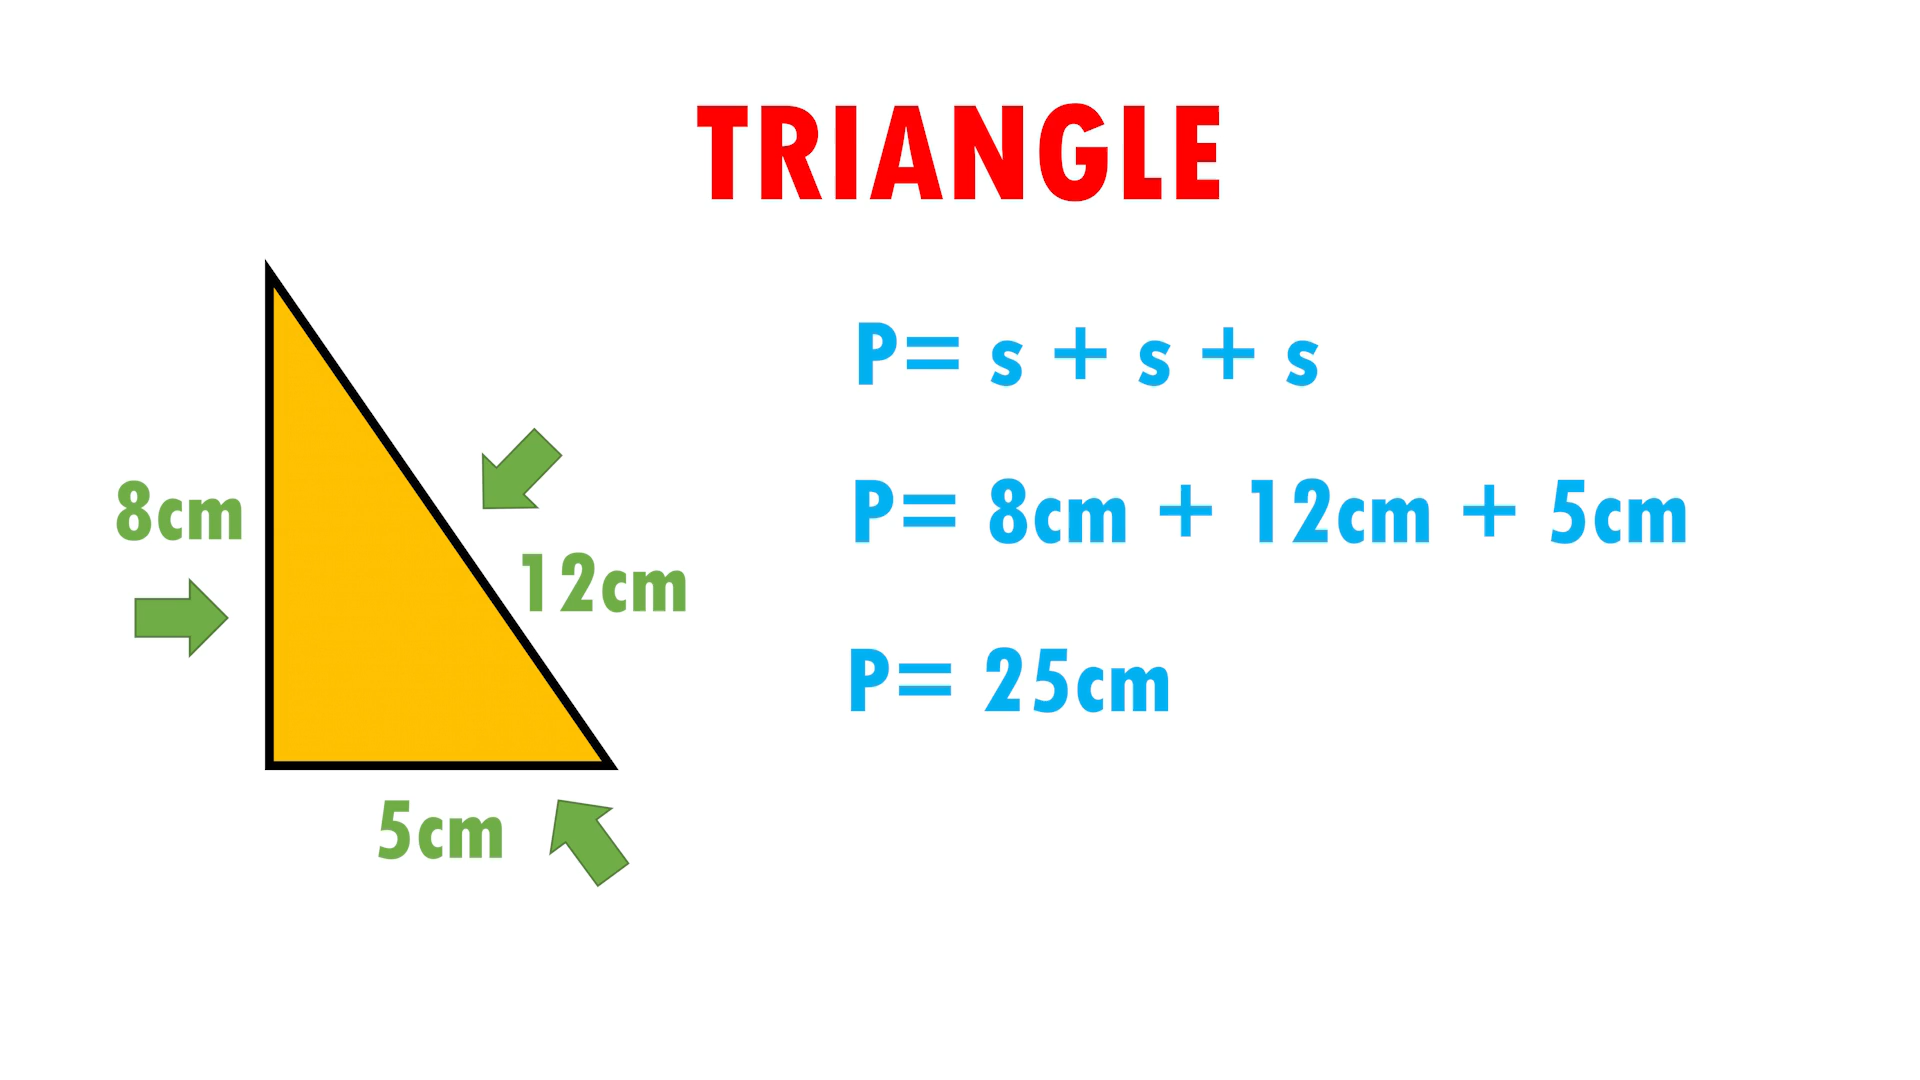 TRIANGLE
P= s + s + s
8cm
12cm
5cm
P= 8cm + 12cm + 5cm
P= 25cm